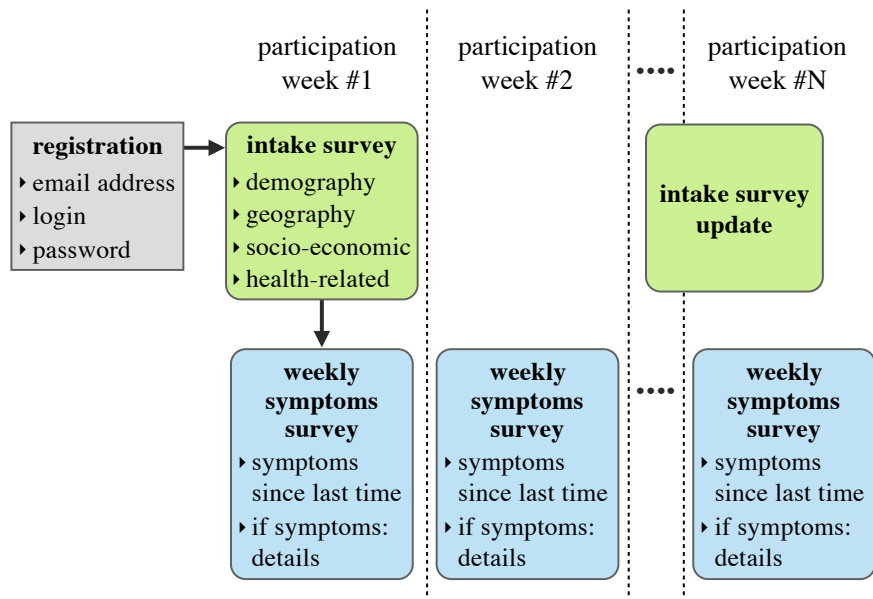 participation
week #1
participation
week #2
....
participation
week #N
registration
‣ email address
‣ login
‣ password
intake survey
‣ demography
‣ geography
‣ socio-economic
‣ health-related
intake survey
update
weekly
symptoms
survey
‣ symptoms
since last time
‣ if symptoms:
details
weekly
symptoms
survey
‣ symptoms
since last time
‣ if symptoms:
details
....
weekly
symptoms
survey
‣ symptoms
since last time
‣ if symptoms:
details